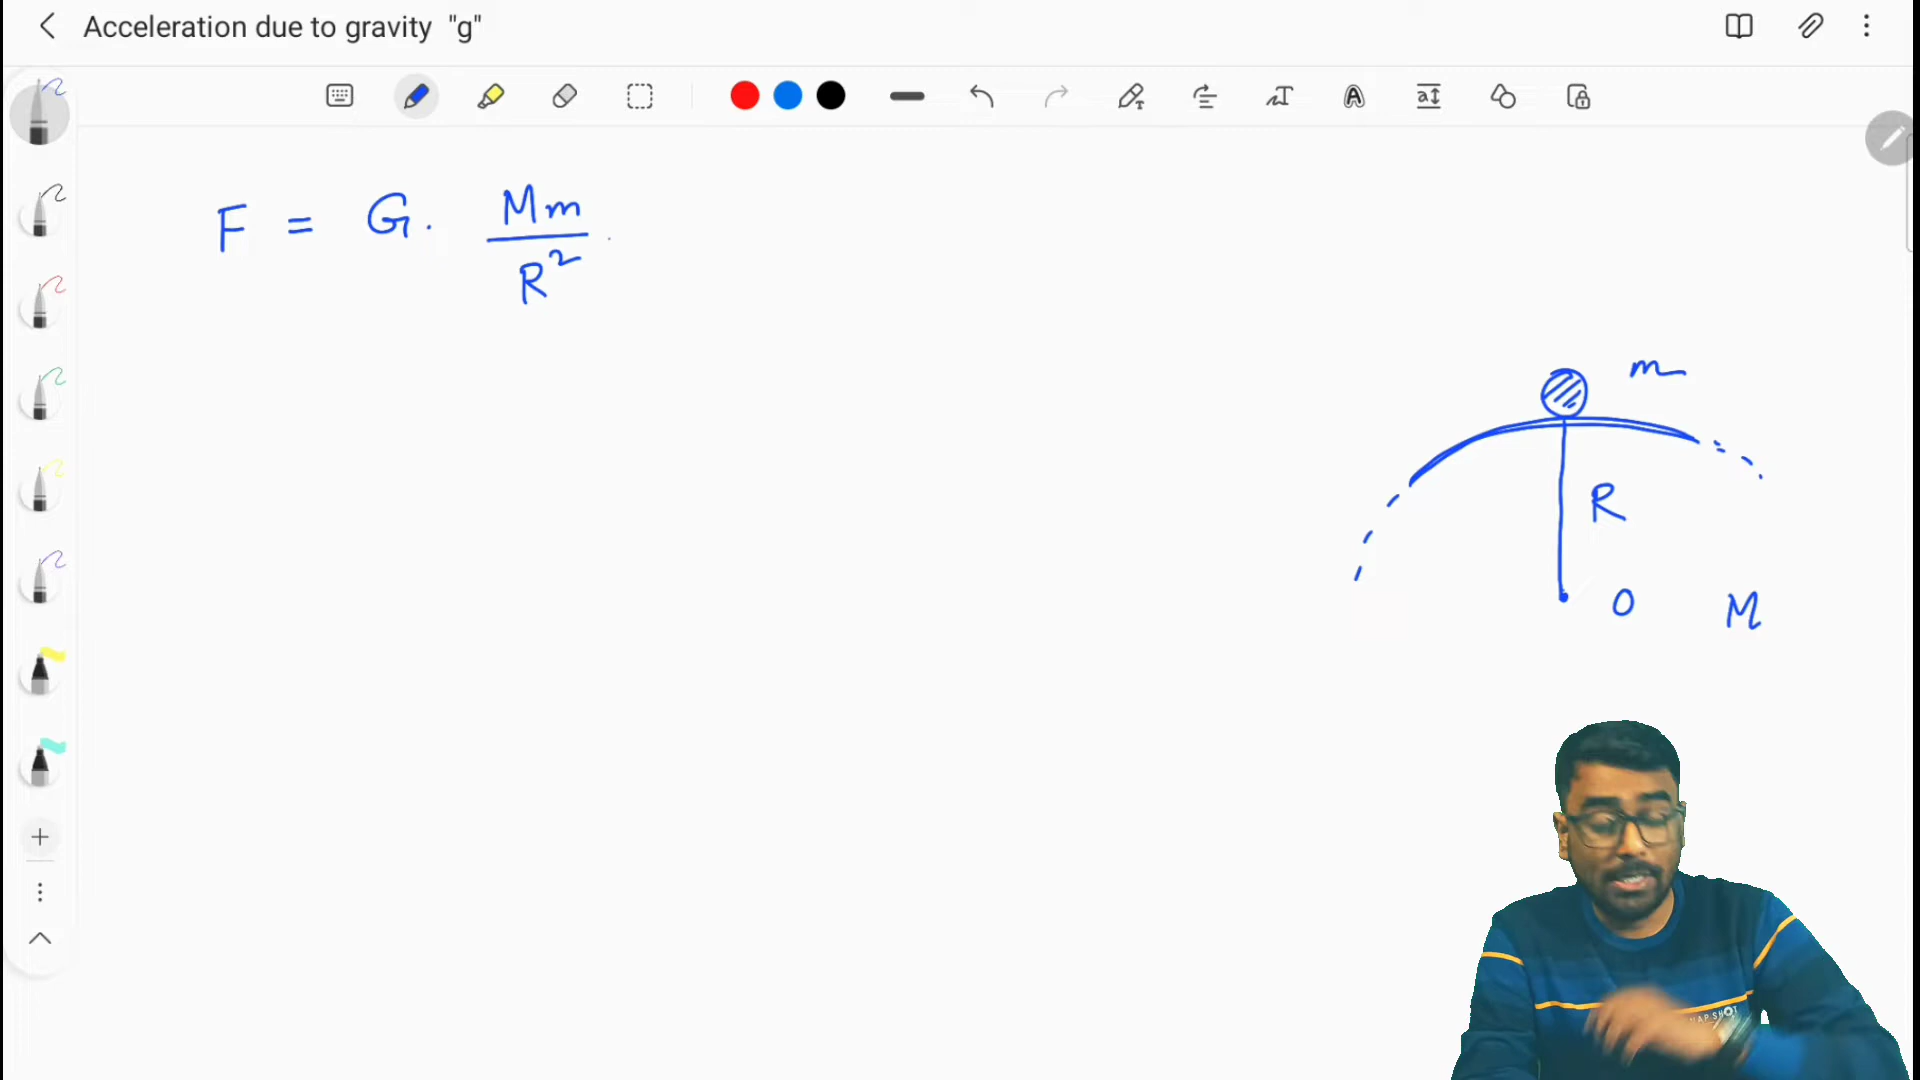 Acceleration due to gravity "g"
F = G. Mm
R²
m
R
O M